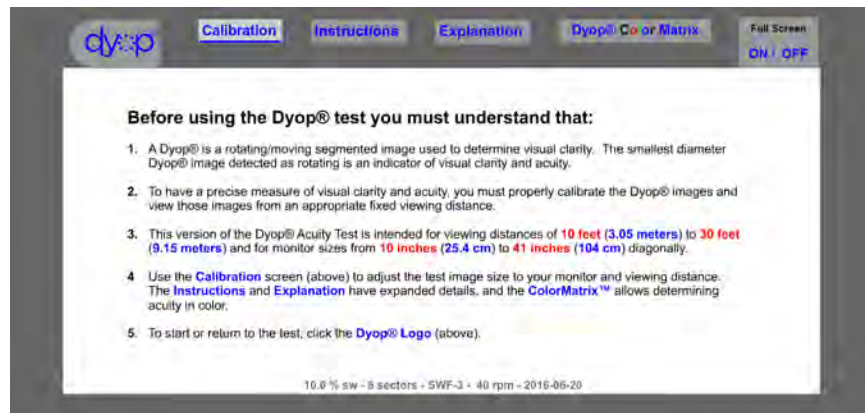 dyop
Calibration
Instructions
Explanation
Dyop® Color Matrix
Full Screen
ON / OFF
Before using the Dyop® test you must understand that:
1. A Dyop® is a rotating/moving segmented image used to determine visual clarity. The smallest diameter
Dyop® image detected as rotating is an indicator of visual clarity and acuity.
2. To have a precise measure of visual clarity and acuity, you must properly calibrate the Dyop® images and
view those images from an appropriate fixed viewing distance.
3. This version of the Dyop® Acuity Test is intended for viewing distances of 10 feet (3.05 meters) to 30 feet
(9.15 meters) and for monitor sizes from 10 inches (25.4 cm) to 41 inches (104 cm) diagonally.
4 Use the Calibration screen (above) to adjust the test image size to your monitor and viewing distance.
The Instructions and Explanation have expanded details, and the ColorMatrix™ allows determining
acuity in color.
5. To start or return to the test, click the Dyop® Logo (above).
10.0 % sw - 8 sectors - SWF-3 - 40 rpm - 2016-06-20